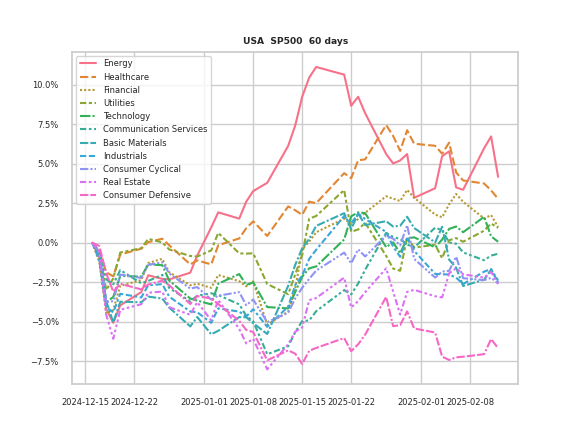 USA  SP500  60 days
Energy
Healthcare
Financial
Utilities
Technology
Communication Services
Basic Materials
Industrials
Consumer Cyclical
Real Estate
Consumer Defensive
10.0%
7.5%
5.0%
2.5%
0.0%
−2.5%
−5.0%
−7.5%
2024-12-15 2024-12-22 2025-01-01 2025-01-08 2025-01-15 2025-01-22 2025-02-01 2025-02-08